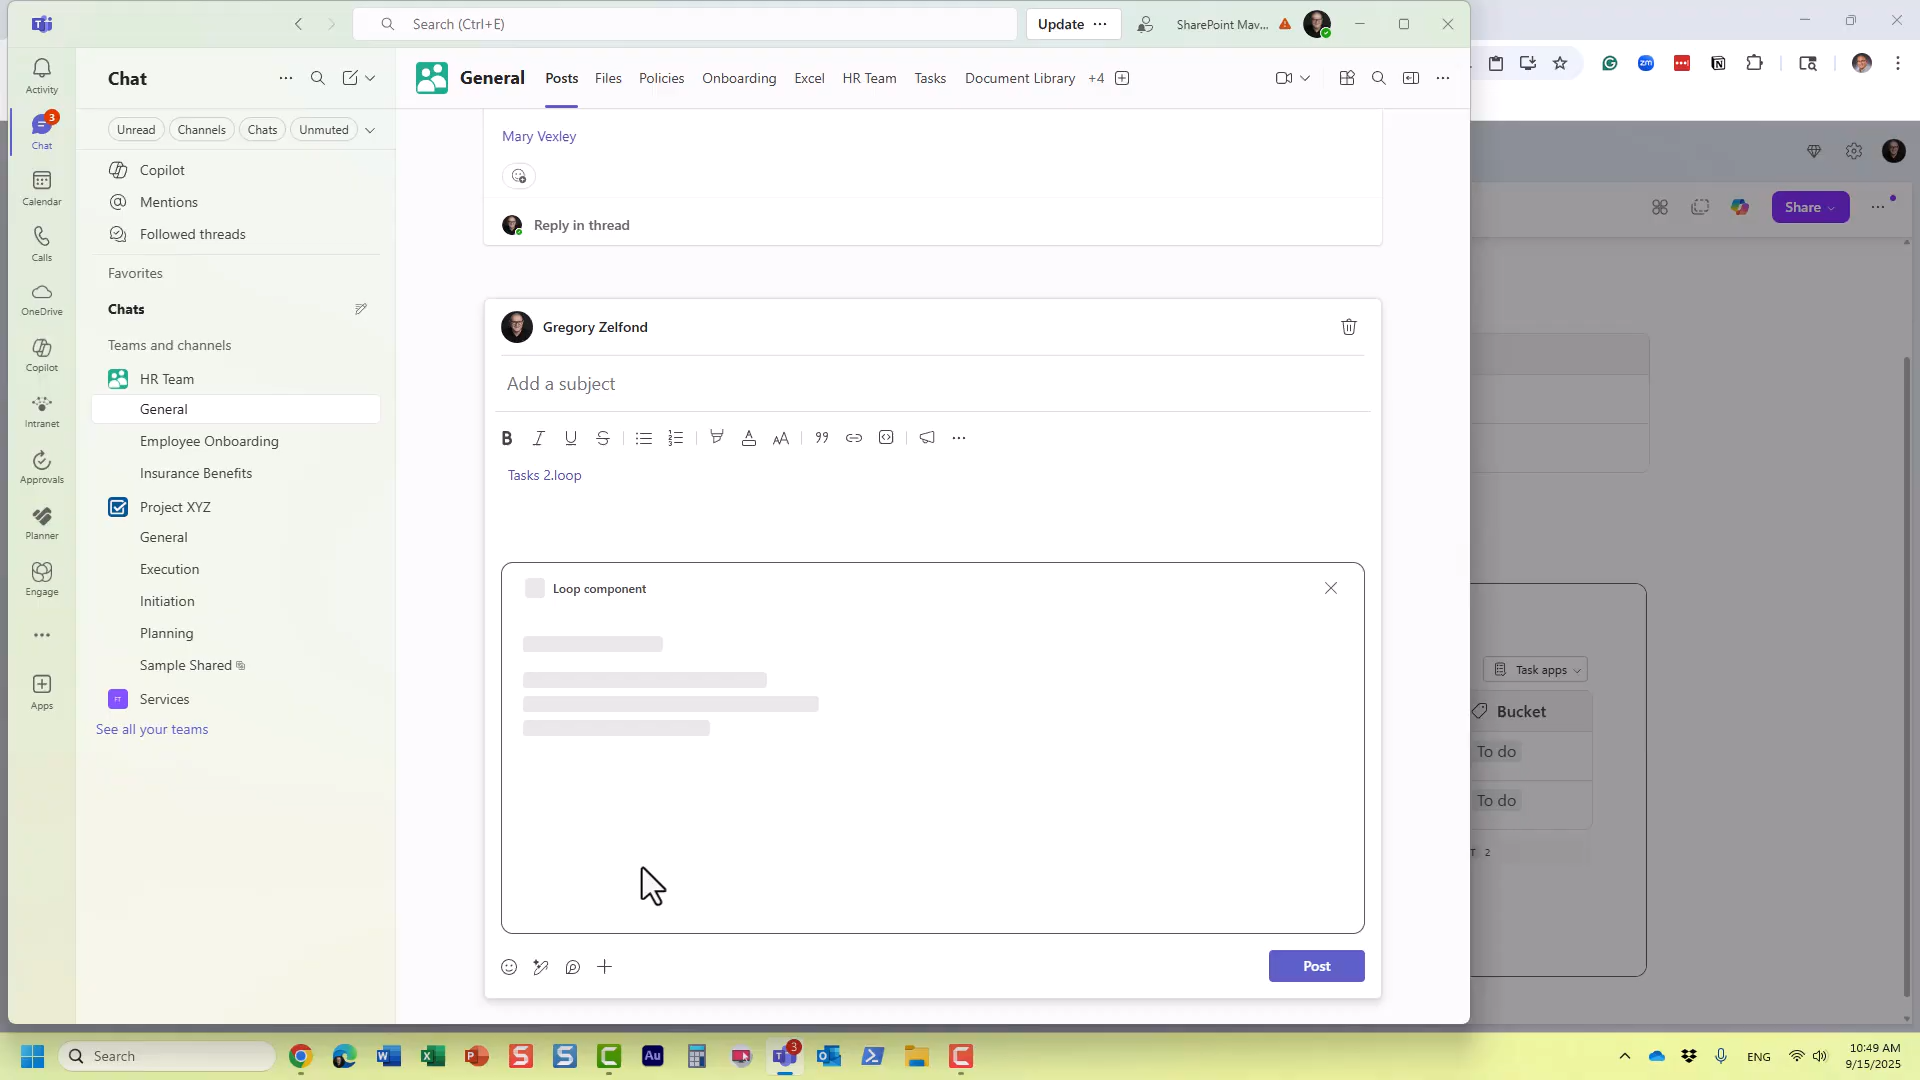 Search (Ctrl+E)
Update
SharePoint Mav...
Activity
3
Chat
Calendar
Calls
OneDrive
Copilot
Intranet
Approvals
Planner
Engage
Apps
Chat
Unread
Channels
Chats
Unmuted
Copilot
Mentions
Followed threads
Favorites
Chats
Teams and channels
HR Team
General
Employee Onboarding
Insurance Benefits
Project XYZ
General
Execution
Initiation
Planning
Sample Shared
Services
See all your teams
General
Posts
Files
Policies
Onboarding
Excel
HR Team
Tasks
Document Library
+4
Mary Vexley
Reply in thread
Gregory Zelfond
Add a subject
B I U S
Tasks 2.loop
Loop component
Post
Share
Task apps
Bucket
To do
To do
T 2
Search
3
ENG
10:49 AM
9/15/2025